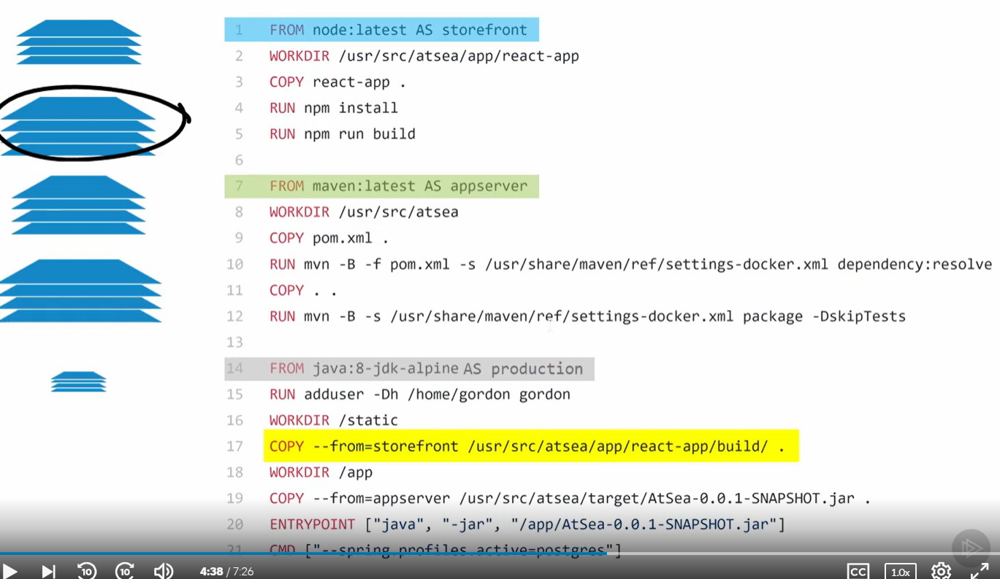 1 FROM node:latest AS storefront
2 WORKDIR /usr/src/atsea/app/react-app
3 COPY react-app .
4 RUN npm install
5 RUN npm run build
6
7 FROM maven:latest AS appserver
8 WORKDIR /usr/src/atsea
9 COPY pom.xml .
10 RUN mvn -B -f pom.xml -s /usr/share/maven/ref/settings-docker.xml dependency:resolve
11 COPY . .
12 RUN mvn -B -s /usr/share/maven/ref/settings-docker.xml package -DskipTests
13
14 FROM java:8-jdk-alpine AS production
15 RUN adduser -Dh /home/gordon gordon
16 WORKDIR /static
17 COPY --from=storefront /usr/src/atsea/app/react-app/build/ .
18 WORKDIR /app
19 COPY --from=appserver /usr/src/atsea/target/AtSea-0.0.1-SNAPSHOT.jar .
20 ENTRYPOINT ["java", "-jar", "/app/AtSea-0.0.1-SNAPSHOT.jar"]
21 CMD ["--spring.profiles.active=postgres"]
10 10 4:38 / 7:26 CC 1.0x